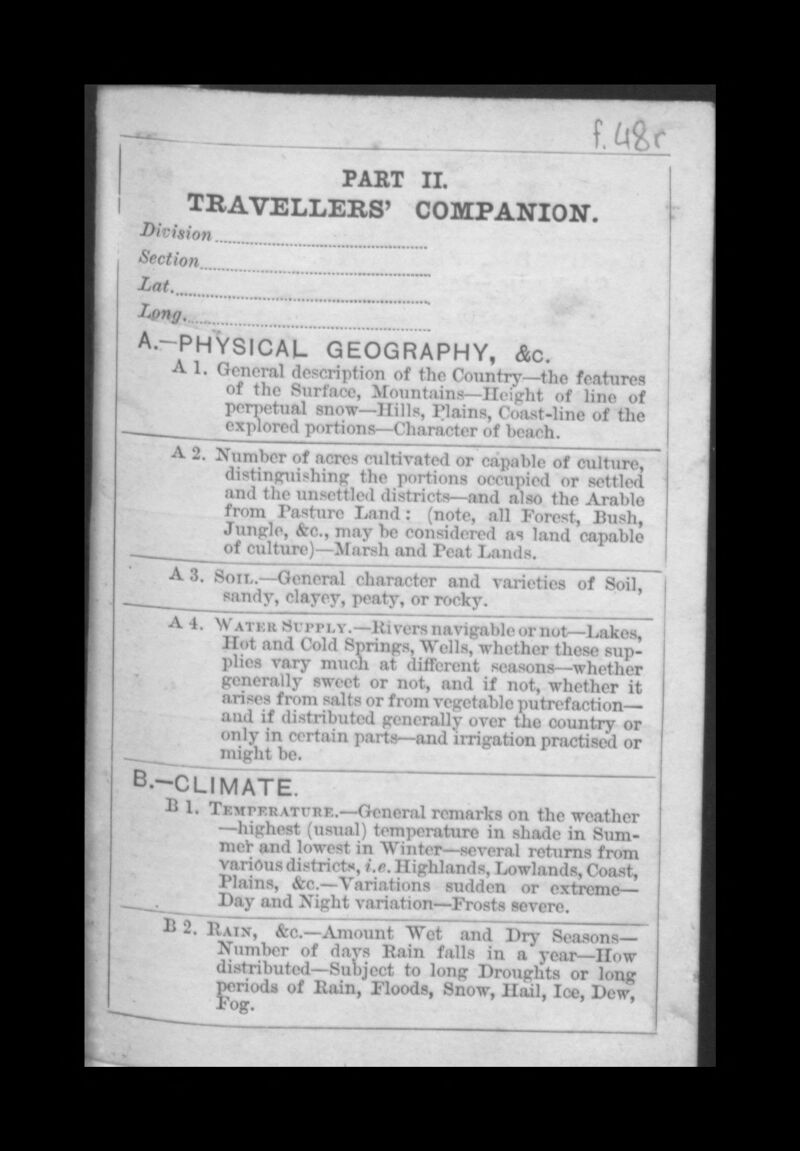 f. 48r
PART II.
TRAVELLERS' COMPANION.
Division
Section
Lat.
Long.
A.—PHYSICAL GEOGRAPHY, &c.
A 1. General description of the Country—the features
of the Surface, Mountains—Height of line of
perpetual snow—Hills, Plains, Coast-line of the
explored portions—Character of beach.
A 2. Number of acres cultivated or capable of culture,
distinguishing the portions occupied or settled
and the unsettled districts—and also the Arable
from Pasture Land: (note, all Forest, Bush,
Jungle, &c., may be considered as land capable
of culture)—Marsh and Peat Lands.
A 3. SOIL.—General character and varieties of Soil,
sandy, clayey, peaty, or rocky.
A 4. WATER SUPPLY.—Rivers navigable or not—Lakes,
Hot and Cold Springs, Wells, whether these sup-
plies vary much at different seasons—whether
generally sweet or not, and if not, whether it
arises from salts or from vegetable putrefaction—
and if distributed generally over the country or
only in certain parts—and irrigation practised or
might be.
B.—CLIMATE.
B 1. TEMPERATURE.—General remarks on the weather
—highest (usual) temperature in shade in Sum-
mer and lowest in Winter—several returns from
various districts, i.e. Highlands, Lowlands, Coast,
Plains, &c.—Variations sudden or extreme—
Day and Night variation—Frosts severe.
B 2. RAIN, &c.—Amount Wet and Dry Seasons—
Number of days Rain falls in a year—How
distributed—Subject to long Droughts or long
periods of Rain, Floods, Snow, Hail, Ice, Dew,
Fog.